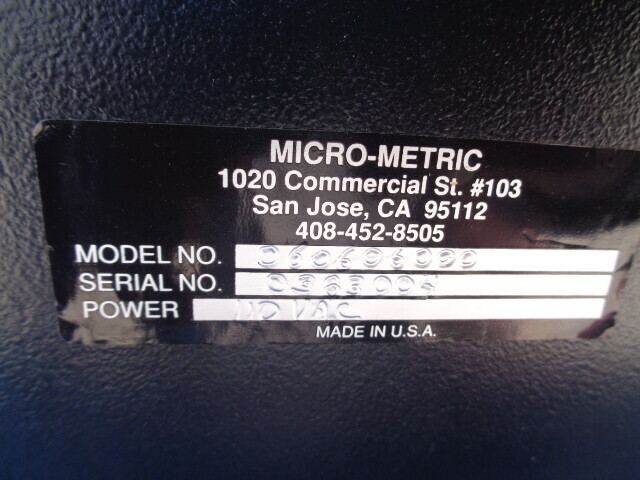 MICRO-METRIC
1020 Commercial St. #103
San Jose, CA 95112
408-452-8505
MODEL NO. 060606000
SERIAL NO.
POWER 110 VAC
MADE IN U.S.A.